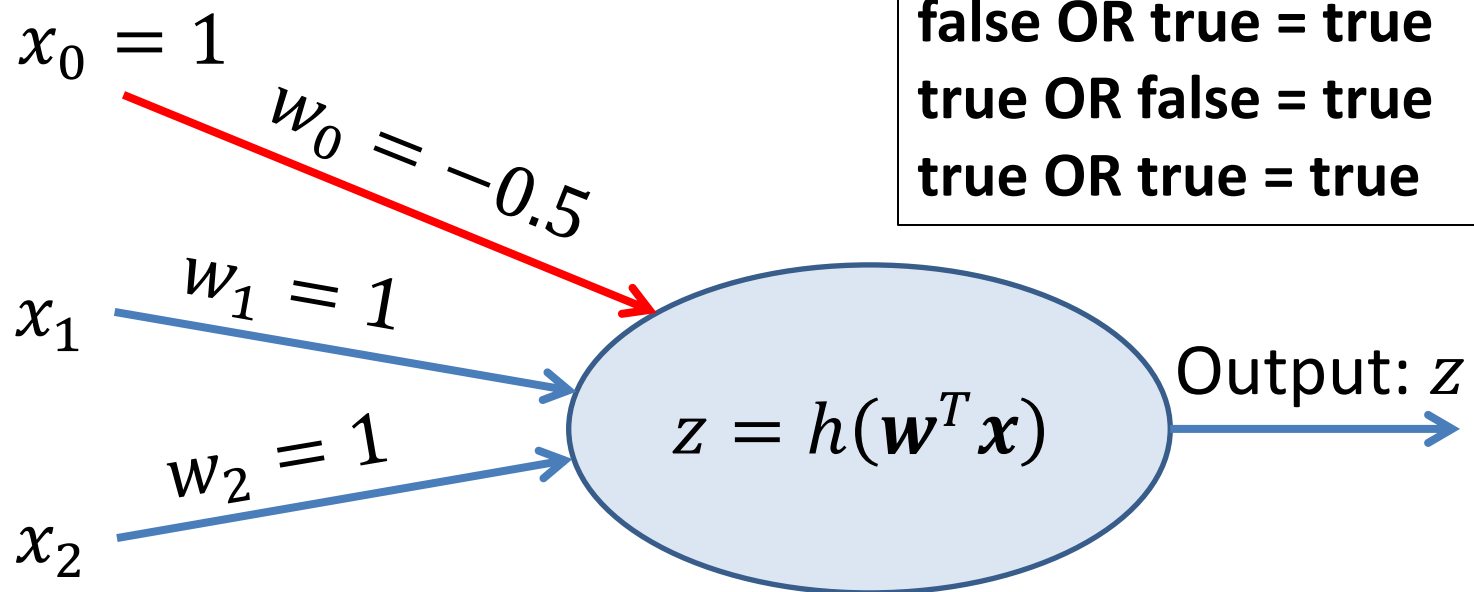 x₀ = 1
w₀ = −0.5
false OR true = true
true OR false = true
true OR true = true
x₁
w₁ = 1
x₂
w₂ = 1
z = h(wᵀx)
Output: z